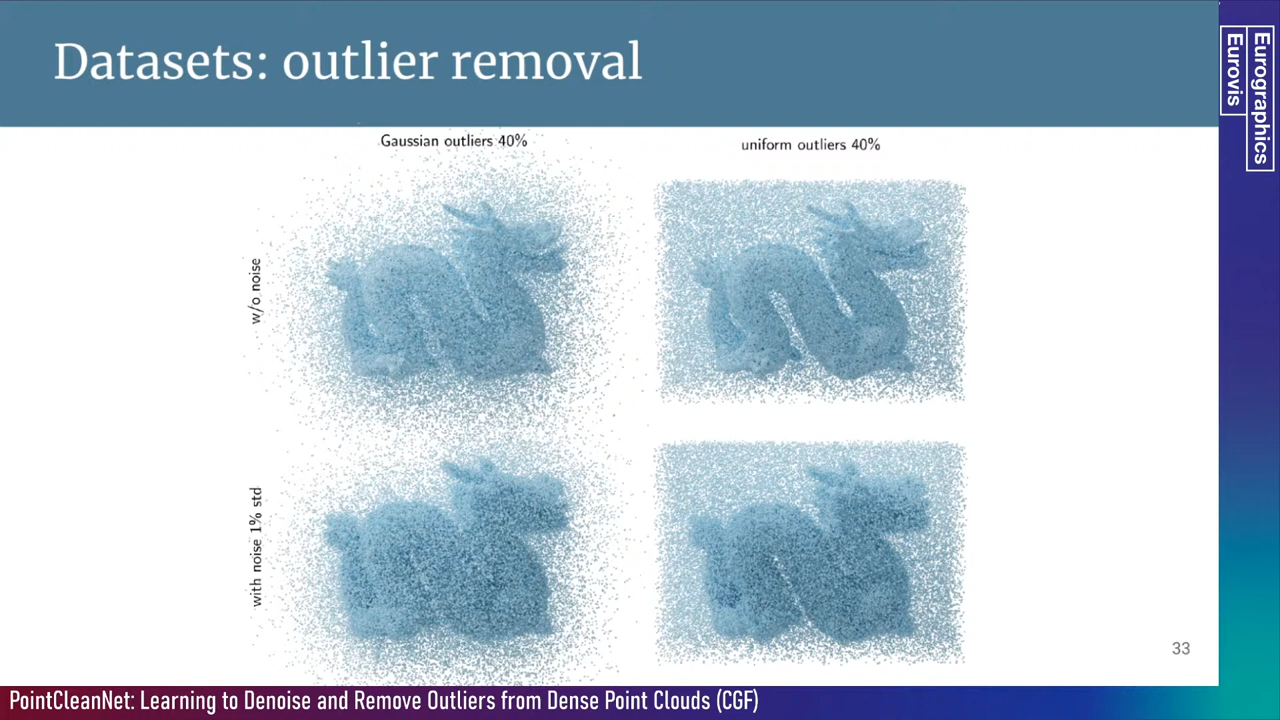 Datasets: outlier removal
Eurographics
Eurovis
Gaussian outliers 40%
uniform outliers 40%
w/o noise
with noise 1% std
33
PointCleanNet: Learning to Denoise and Remove Outliers from Dense Point Clouds (CGF)